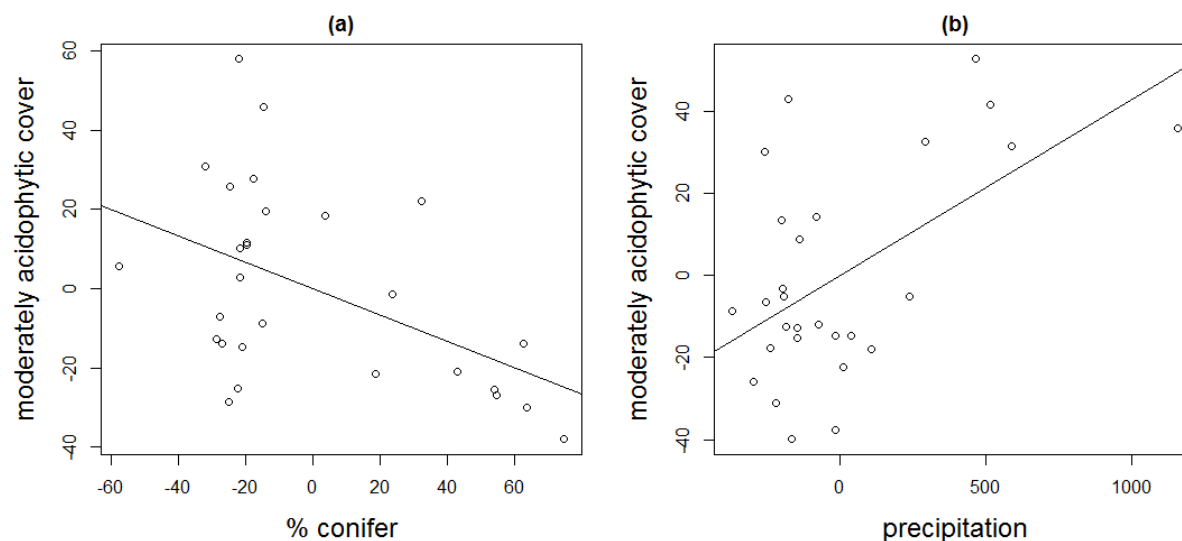 (a)
moderately acidophytic cover
60
40
20
0
-20
-40
-60 -40 -20 0 20 40 60
% conifer
(b)
moderately acidophytic cover
40
20
0
-20
-40
0 500 1000
precipitation